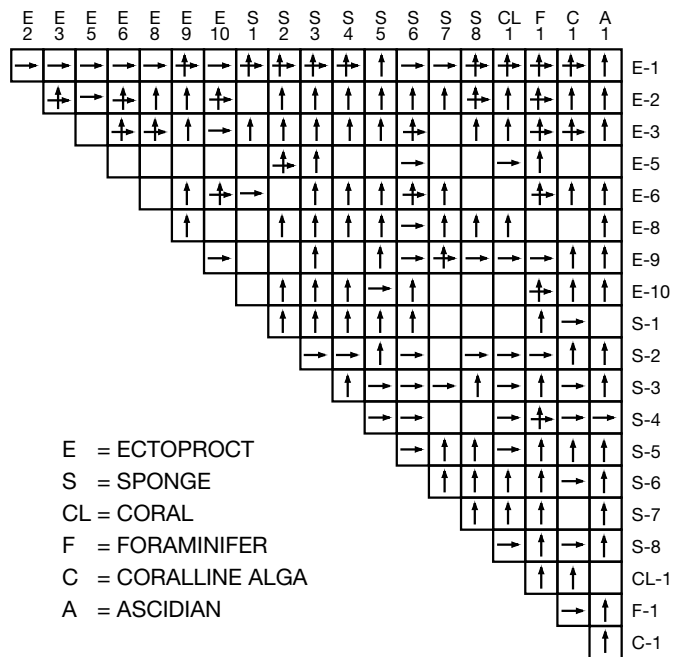 E E E E E E E S S S S S S S S CL F C A
2 3 5 6 8 9 10 1 2 3 4 5 6 7 8 1 1 1 1
E-1
E-2
E-3
E-5
E-6
E-8
E-9
E-10
S-1
S-2
S-3
S-4
S-5
S-6
S-7
S-8
CL-1
F-1
C-1
E = ECTOPROCT
S = SPONGE
CL = CORAL
F = FORAMINIFER
C = CORALLINE ALGA
A = ASCIDIAN